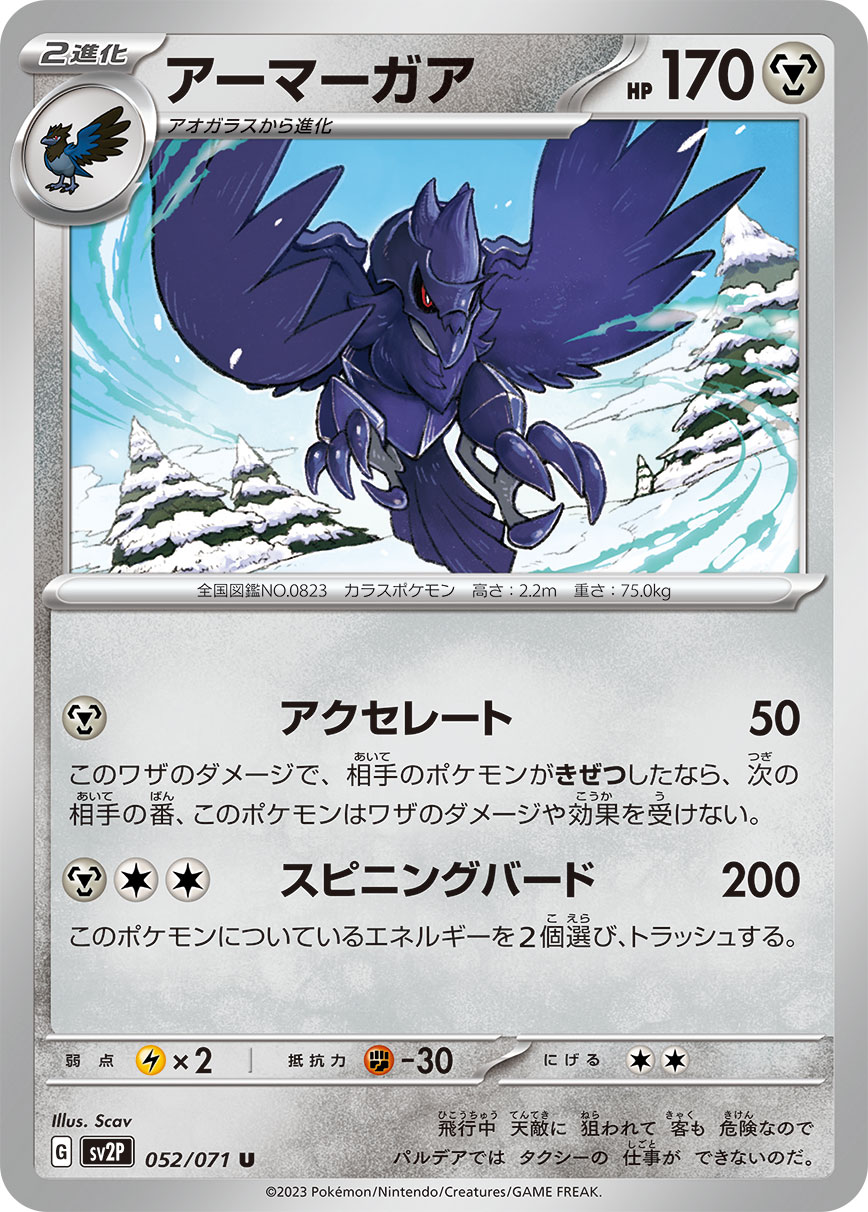 2進化
アーマーガア
HP 170
アオガラスから進化
全国図鑑NO.0823 カラスポケモン 高さ:2.2m 重さ:75.0kg
アクセレート 50
このワザのダメージで、相手のポケモンがきぜつしたなら、次の
相手の番、このポケモンはワザのダメージや効果を受けない。
スピニングバード 200
このポケモンについているエネルギーを2個選び、トラッシュする。
弱点 ×2 抵抗力 -30 にげる
Illus. Scav
飛行中 天敵に 狙われて 客も 危険なので
パルデアでは タクシーの 仕事が できないのだ。
G sv2P 052/071 U
©2023 Pokémon/Nintendo/Creatures/GAME FREAK.